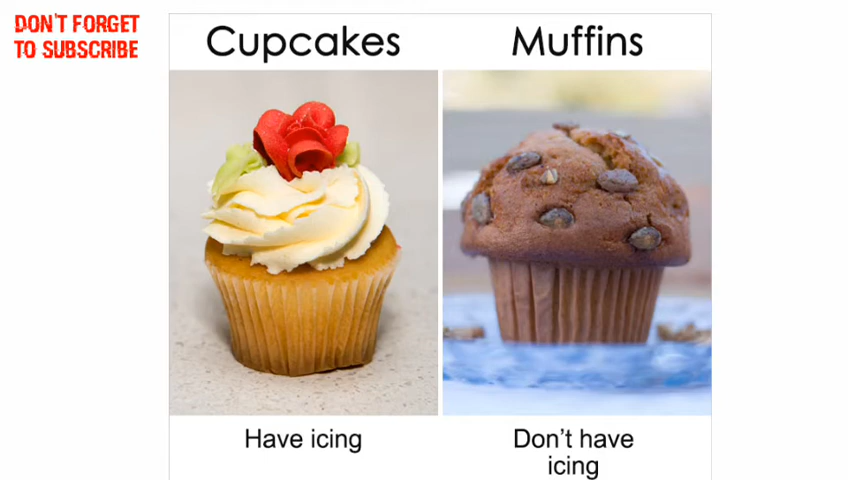 DON'T FORGET
TO SUBSCRIBE
Cupcakes
Muffins
Have icing
Don't have
icing